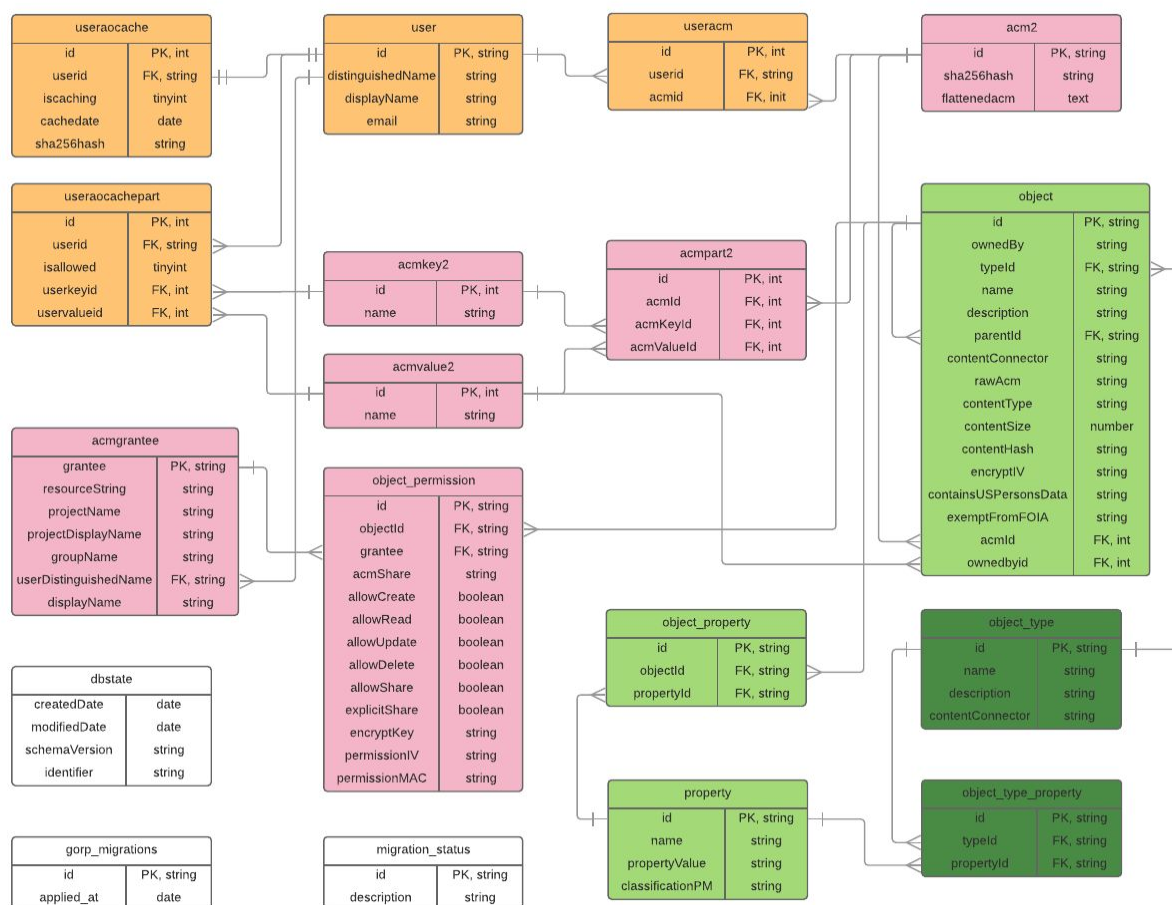 useraocache
id PK, int
userid FK, string
iscaching tinyint
cachedate date
sha256hash string
user
id PK, string
distinguishedName string
displayName string
email string
useracm
id PK, int
userid FK, string
acmid FK, init
acm2
id PK, string
sha256hash string
flattenedacm text
useraocachepart
id PK, int
userid FK, string
isallowed tinyint
userkeyid FK, int
uservalueid FK, int
acmkey2
id PK, int
name string
acmvalue2
id PK, int
name string
acmpart2
id PK, int
acmId FK, int
acmKeyId FK, int
acmValueId FK, int
object
id PK, string
ownedBy string
typeId FK, string
name string
description string
parentId FK, string
contentConnector string
rawAcm string
contentType string
contentSize number
contentHash string
encryptIV string
containsUSPersonsData string
exemptFromFOIA string
acmId FK, int
ownedbyid FK, int
acmgrantee
grantee PK, string
resourceString string
projectName string
projectDisplayName string
groupName string
userDistinguishedName FK, string
displayName string
object_permission
id PK, string
objectId FK, string
grantee FK, string
acmShare string
allowCreate boolean
allowRead boolean
allowUpdate boolean
allowDelete boolean
allowShare boolean
explicitShare boolean
encryptKey string
permissionIV string
permissionMAC string
object_property
id PK, string
objectId FK, string
propertyId FK, string
object_type
id PK, string
name string
description string
contentConnector string
dbstate
createdDate date
modifiedDate date
schemaVersion string
identifier string
property
id PK, string
name string
propertyValue string
classificationPM string
object_type_property
id PK, string
typeId FK, string
propertyId FK, string
gorp_migrations
id PK, string
applied_at date
migration_status
id PK, string
description string